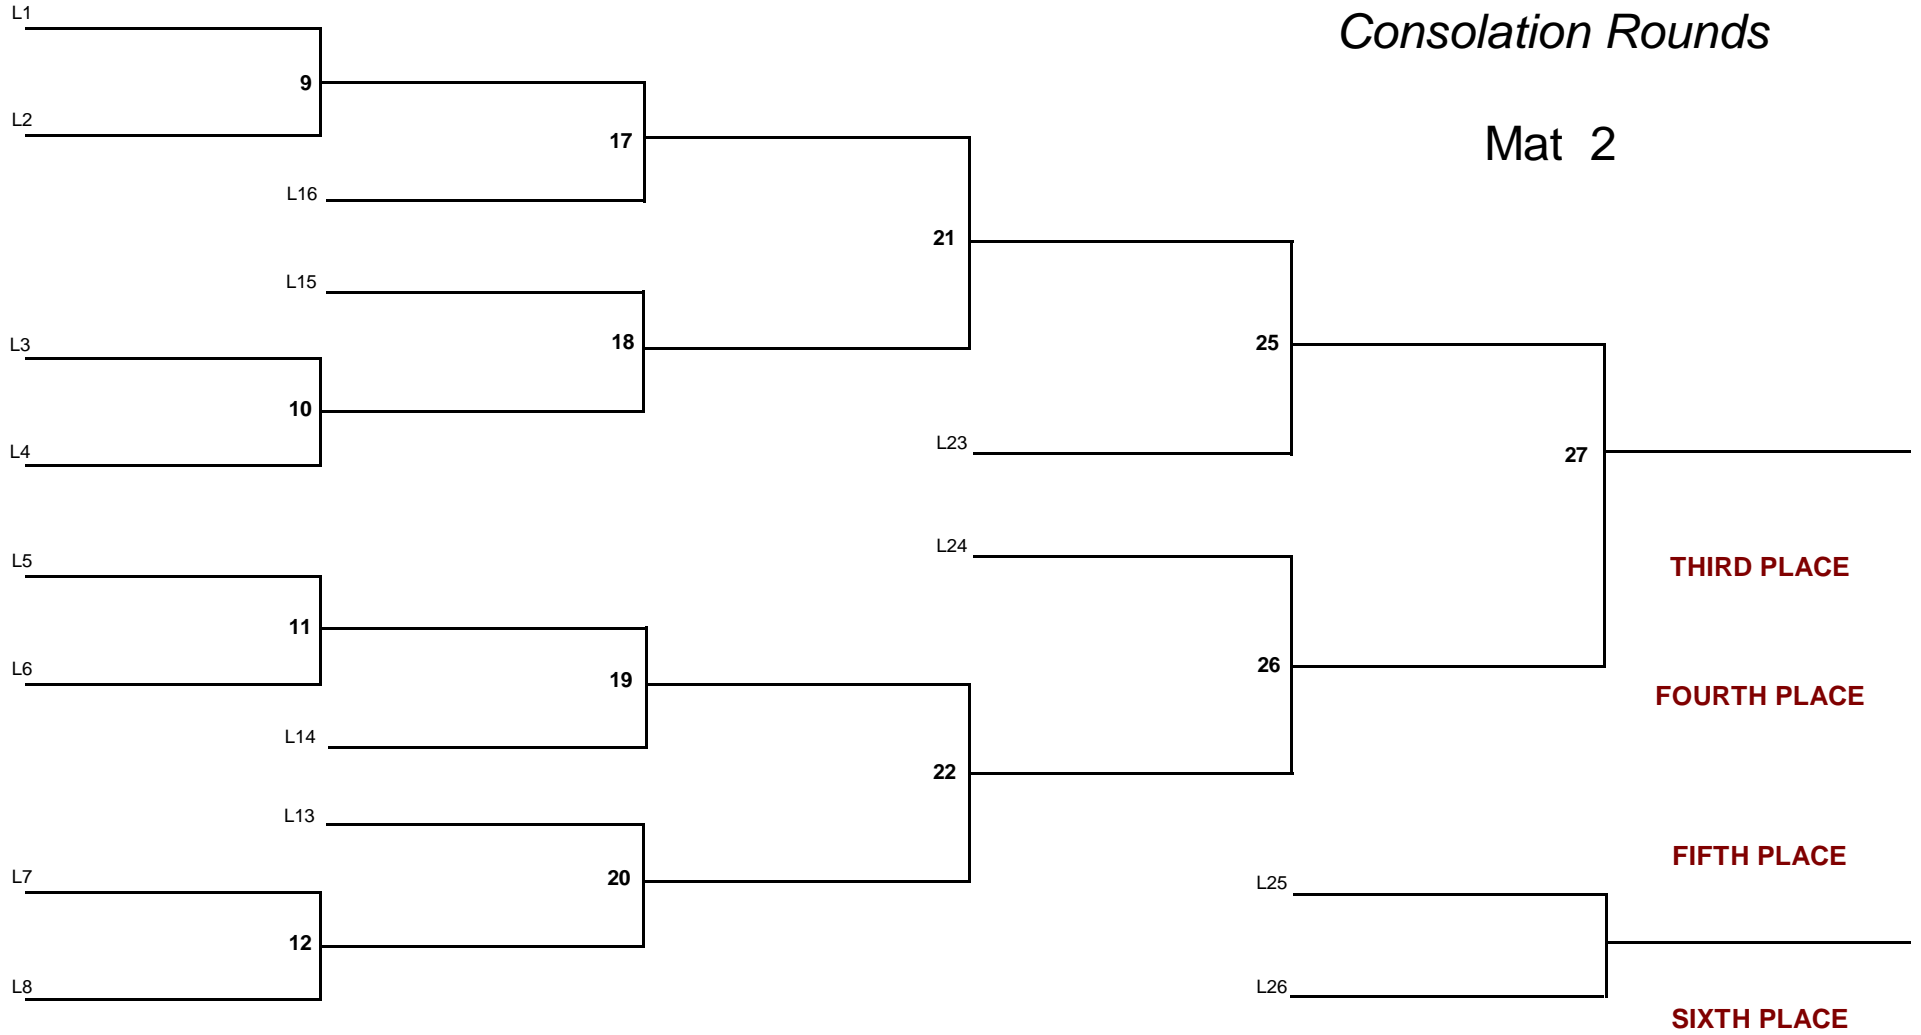 L1
Consolation Rounds
9
L2
17
Mat 2
L16
21
L15
18
L3
25
10
L23
L4
27
L24
L5
THIRD PLACE
11
L6
26
19
FOURTH PLACE
L14
22
L13
FIFTH PLACE
L7
20
L25
12
L8
L26
SIXTH PLACE